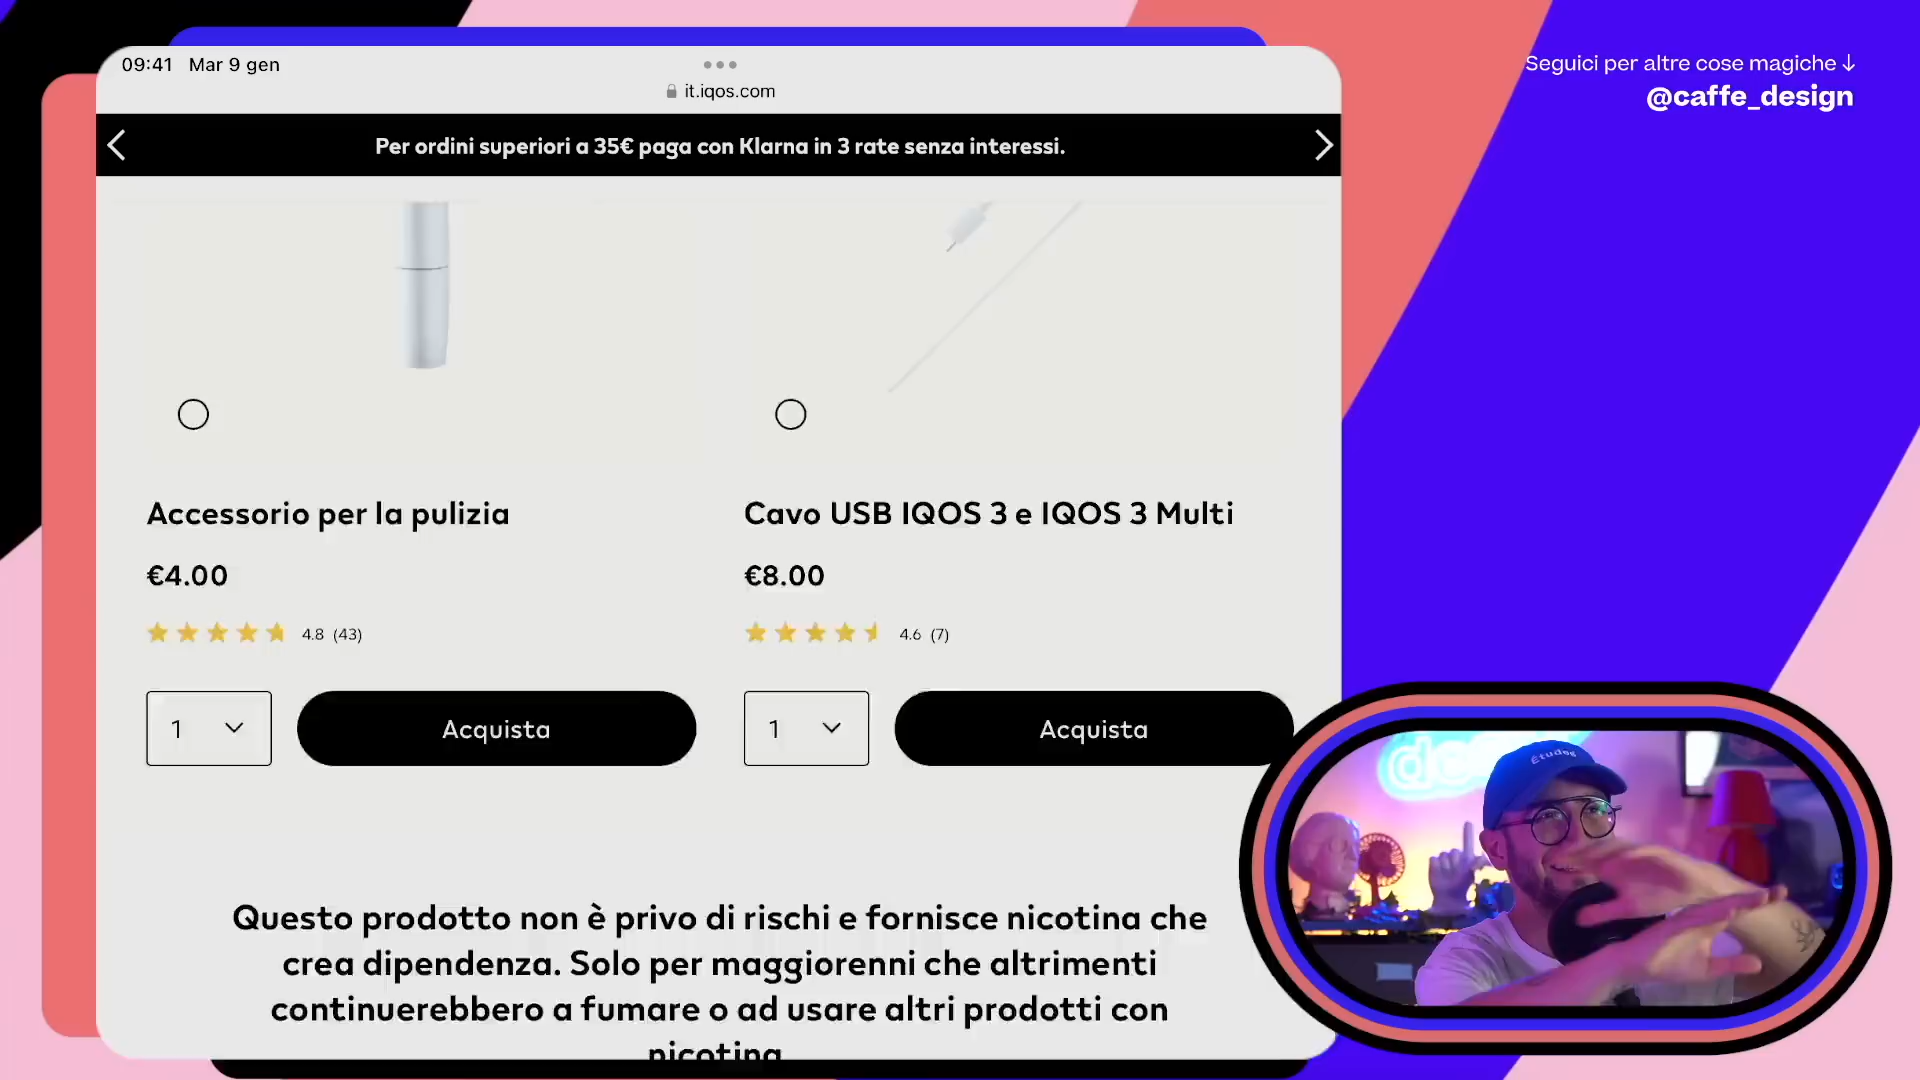 09:41 Mar 9 gen
it.iqos.com
Per ordini superiori a 35€ paga con Klarna in 3 rate senza interessi.
Seguici per altre cose magiche ↓
@caffe_design
Accessorio per la pulizia
€4.00
4.8 (43)
1
Acquista
Cavo USB IQOS 3 e IQOS 3 Multi
€8.00
4.6 (7)
1
Acquista
Questo prodotto non è privo di rischi e fornisce nicotina che
crea dipendenza. Solo per maggiorenni che altrimenti
continuerebbero a fumare o ad usare altri prodotti con
nicotina
Études